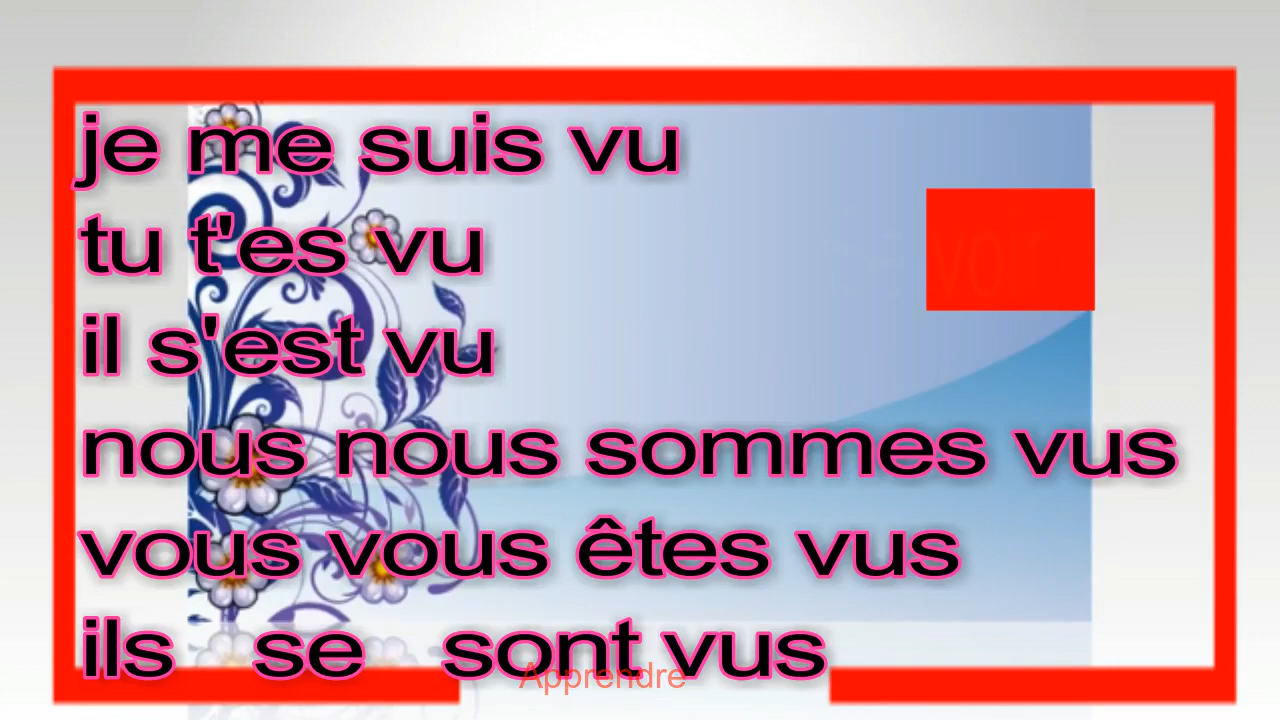 je me suis vu
tu t'es vu
il s'est vu
nous nous sommes vus
vous vous êtes vus
ils se sont vus
Apprendre